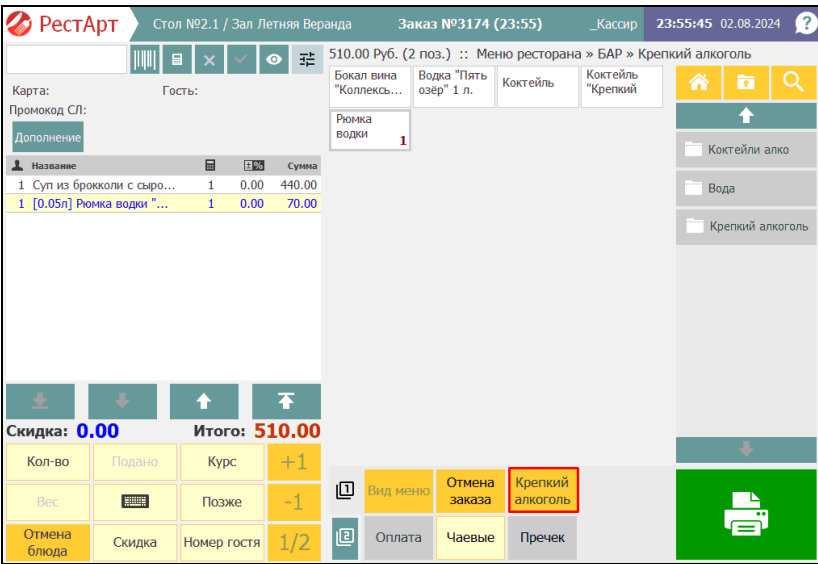 РестАрт
Стол №2.1 / Зал Летняя Веранда
Заказ №3174 (23:55)
_Кассир
23:55:45 02.08.2024
?
510.00 Руб. (2 поз.) :: Меню ресторана » БАР » Крепкий алкоголь
Карта:
Гость:
Промокод СЛ:
Дополнение
Название
±%
Сумма
1 Суп из брокколи с сыро... 1 0.00 440.00
1 [0.05л] Рюмка водки "... 1 0.00 70.00
Скидка: 0.00
Итого: 510.00
Кол-во
Подано
Курс
+1
Вес
Позже
-1
Отмена
блюда
Скидка
Номер гостя
1/2
Бокал вина
"Коллексь...
Водка "Пять
озёр" 1 л.
Коктейль
Коктейль
"Крепкий
Рюмка
водки
1
Коктейли алко
Вода
Крепкий алкоголь
1
Вид меню
Отмена
заказа
Крепкий
алкоголь
2
Оплата
Чаевые
Пречек